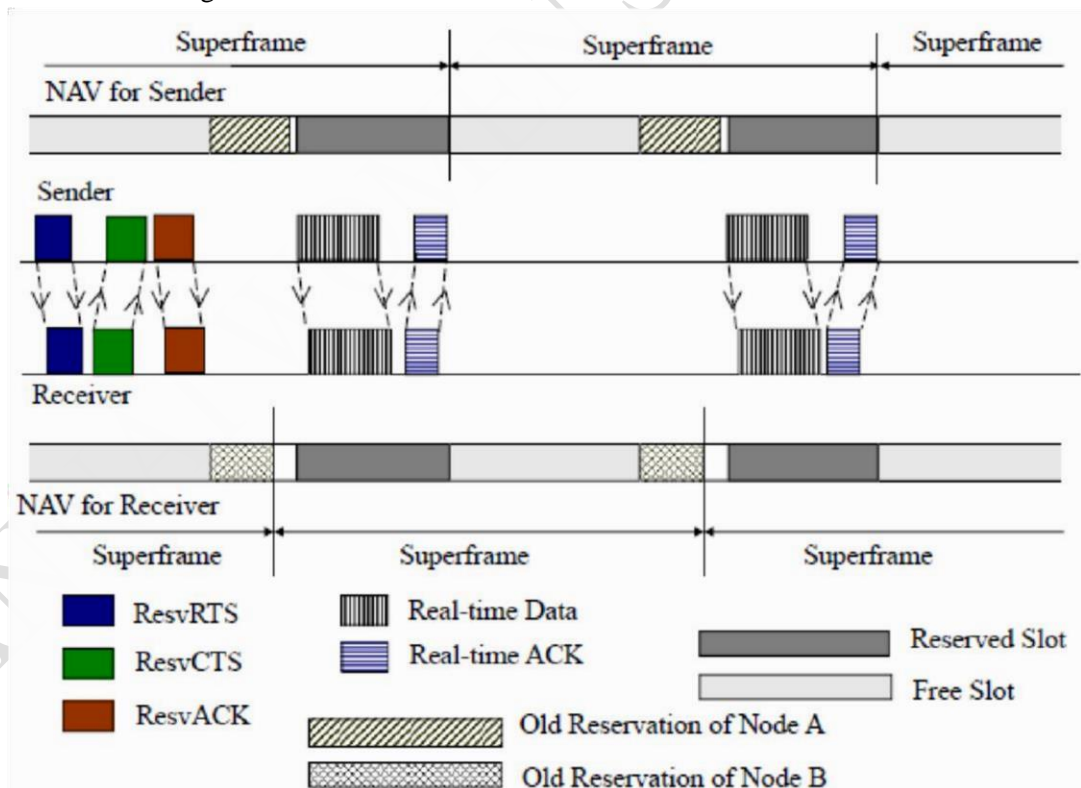 Superframe Superframe Superframe
NAV for Sender
Sender
Receiver
NAV for Receiver
Superframe Superframe Superframe
ResvRTS
ResvCTS
ResvACK
Real-time Data
Real-time ACK
Reserved Slot
Free Slot
Old Reservation of Node A
Old Reservation of Node B